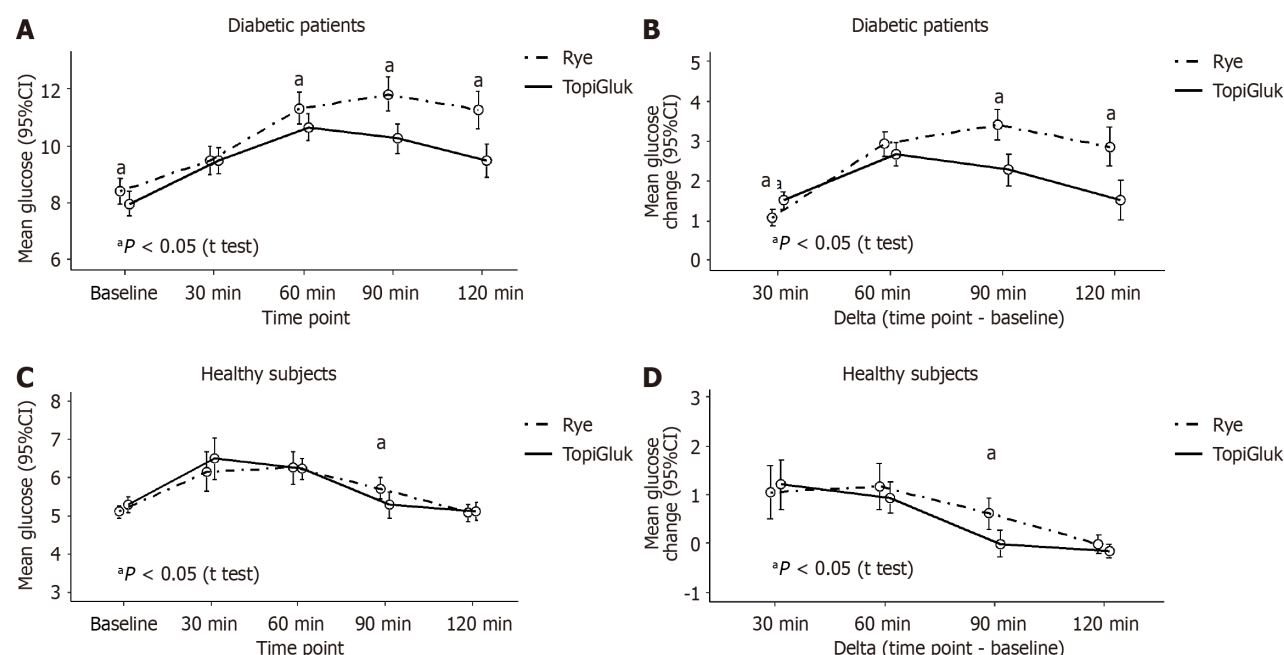 A
Diabetic patients
Mean glucose (95%CI)
12
10
8
6
a
a
a
a
Rye
TopiGluk
aP < 0.05 (t test)
Baseline
30 min
60 min
90 min
120 min
Time point
B
Diabetic patients
Mean glucose
change (95%CI)
5
4
3
2
1
0
a
a
a
a
Rye
TopiGluk
aP < 0.05 (t test)
30 min
60 min
90 min
120 min
Delta (time point - baseline)
C
Healthy subjects
Mean glucose (95%CI)
8
7
6
5
4
3
a
Rye
TopiGluk
aP < 0.05 (t test)
Baseline
30 min
60 min
90 min
120 min
Time point
D
Healthy subjects
Mean glucose
change (95%CI)
3
2
1
0
-1
a
Rye
TopiGluk
aP < 0.05 (t test)
30 min
60 min
90 min
120 min
Delta (time point - baseline)